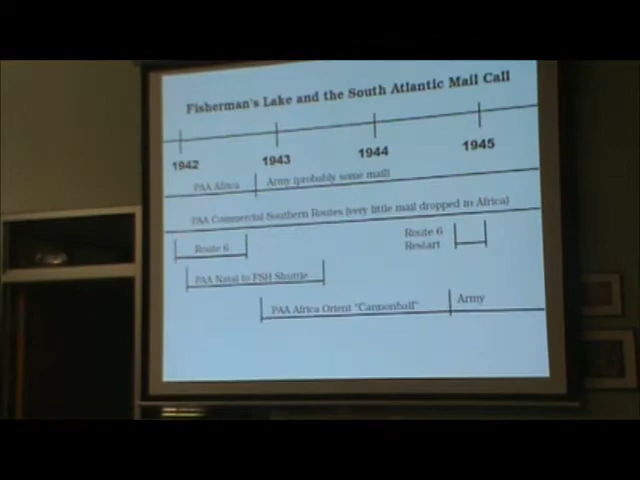 Fisherman's Lake and the South Atlantic Mail Call
1942 1943 1944 1945
PAA Africa Army (probably some mail)
PAA Commercial Southern Routes (very little mail dropped in Africa)
Route 6
Route 6
Restart
PAA Natal to FSH Shuttle
PAA Africa Orient "Cannonball" Army